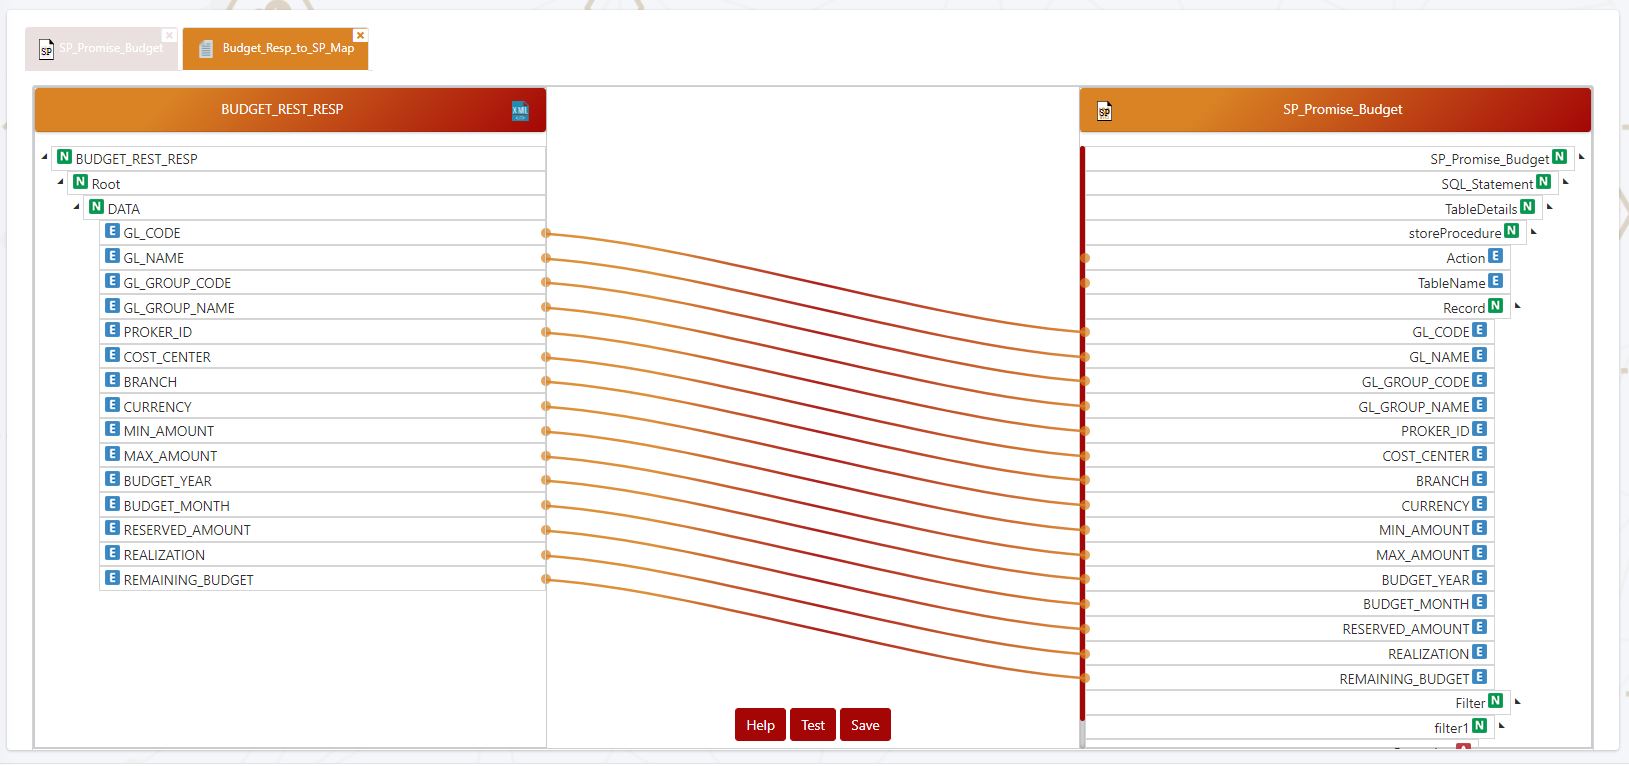 SP_Promise_Budget
Budget_Resp_to_SP_Map
BUDGET_REST_RESP
XML
SP_Promise_Budget
SP
BUDGET_REST_RESP
Root
DATA
GL_CODE
GL_NAME
GL_GROUP_CODE
GL_GROUP_NAME
PROKER_ID
COST_CENTER
BRANCH
CURRENCY
MIN_AMOUNT
MAX_AMOUNT
BUDGET_YEAR
BUDGET_MONTH
RESERVED_AMOUNT
REALIZATION
REMAINING_BUDGET
SP_Promise_Budget
SQL_Statement
TableDetails
storeProcedure
Action
TableName
Record
GL_CODE
GL_NAME
GL_GROUP_CODE
GL_GROUP_NAME
PROKER_ID
COST_CENTER
BRANCH
CURRENCY
MIN_AMOUNT
MAX_AMOUNT
BUDGET_YEAR
BUDGET_MONTH
RESERVED_AMOUNT
REALIZATION
REMAINING_BUDGET
Filter
filter1
Help Test Save